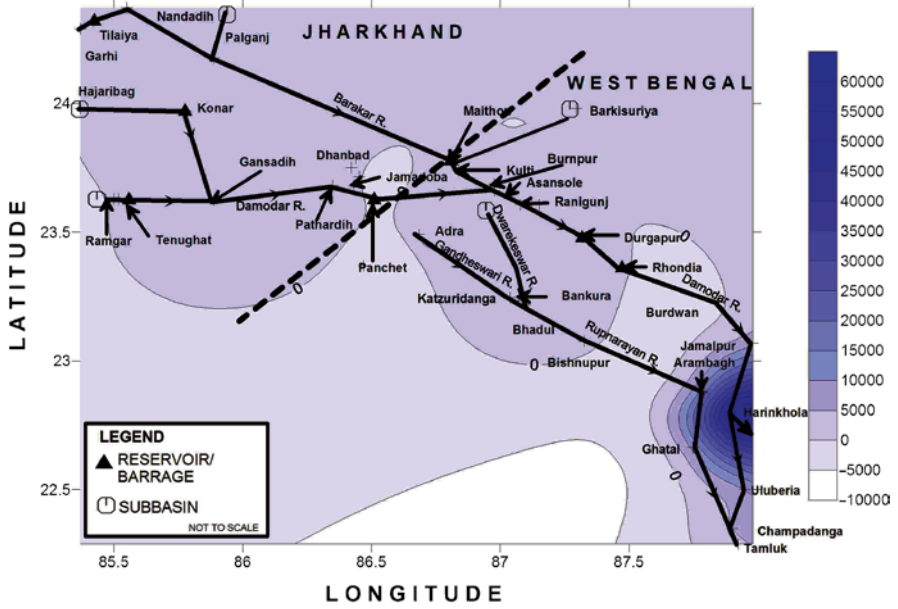 Nandadih
Tilaiya
Palganj
JHARKHAND
Garhi
WEST BENGAL
60000
Hajaribag
24
Konar
Barakar R.
Maithon
Barkisuriya
55000
50000
Gansadih
Dhanbad
Jamadoba
Kulti
Burnpur
Asansole
45000
Damodar R.
Ranigunj
40000
Pathardih
Ramgar
Tenughat
Panchet
Adra
Dwarekeswar R.
0
Durgapur
35000
23.5
Gandheswari R.
Rhondia
30000
0
Katzuridanga
Bankura
Damodar R.
25000
Burdwan
Bhadul
Rupnarayan R.
20000
Jamalpur
23
0
Bishnupur
Arambagh
15000
10000
Harinkhola
5000
LEGEND
RESERVOIR/
BARRAGE
Ghatal
0
0
SUBBASIN
-5000
22.5
Uluberia
-10000
NOT TO SCALE
Champadanga
Tamluk
85.5
86
86.5
87
87.5
LATITUDE
LONGITUDE
0